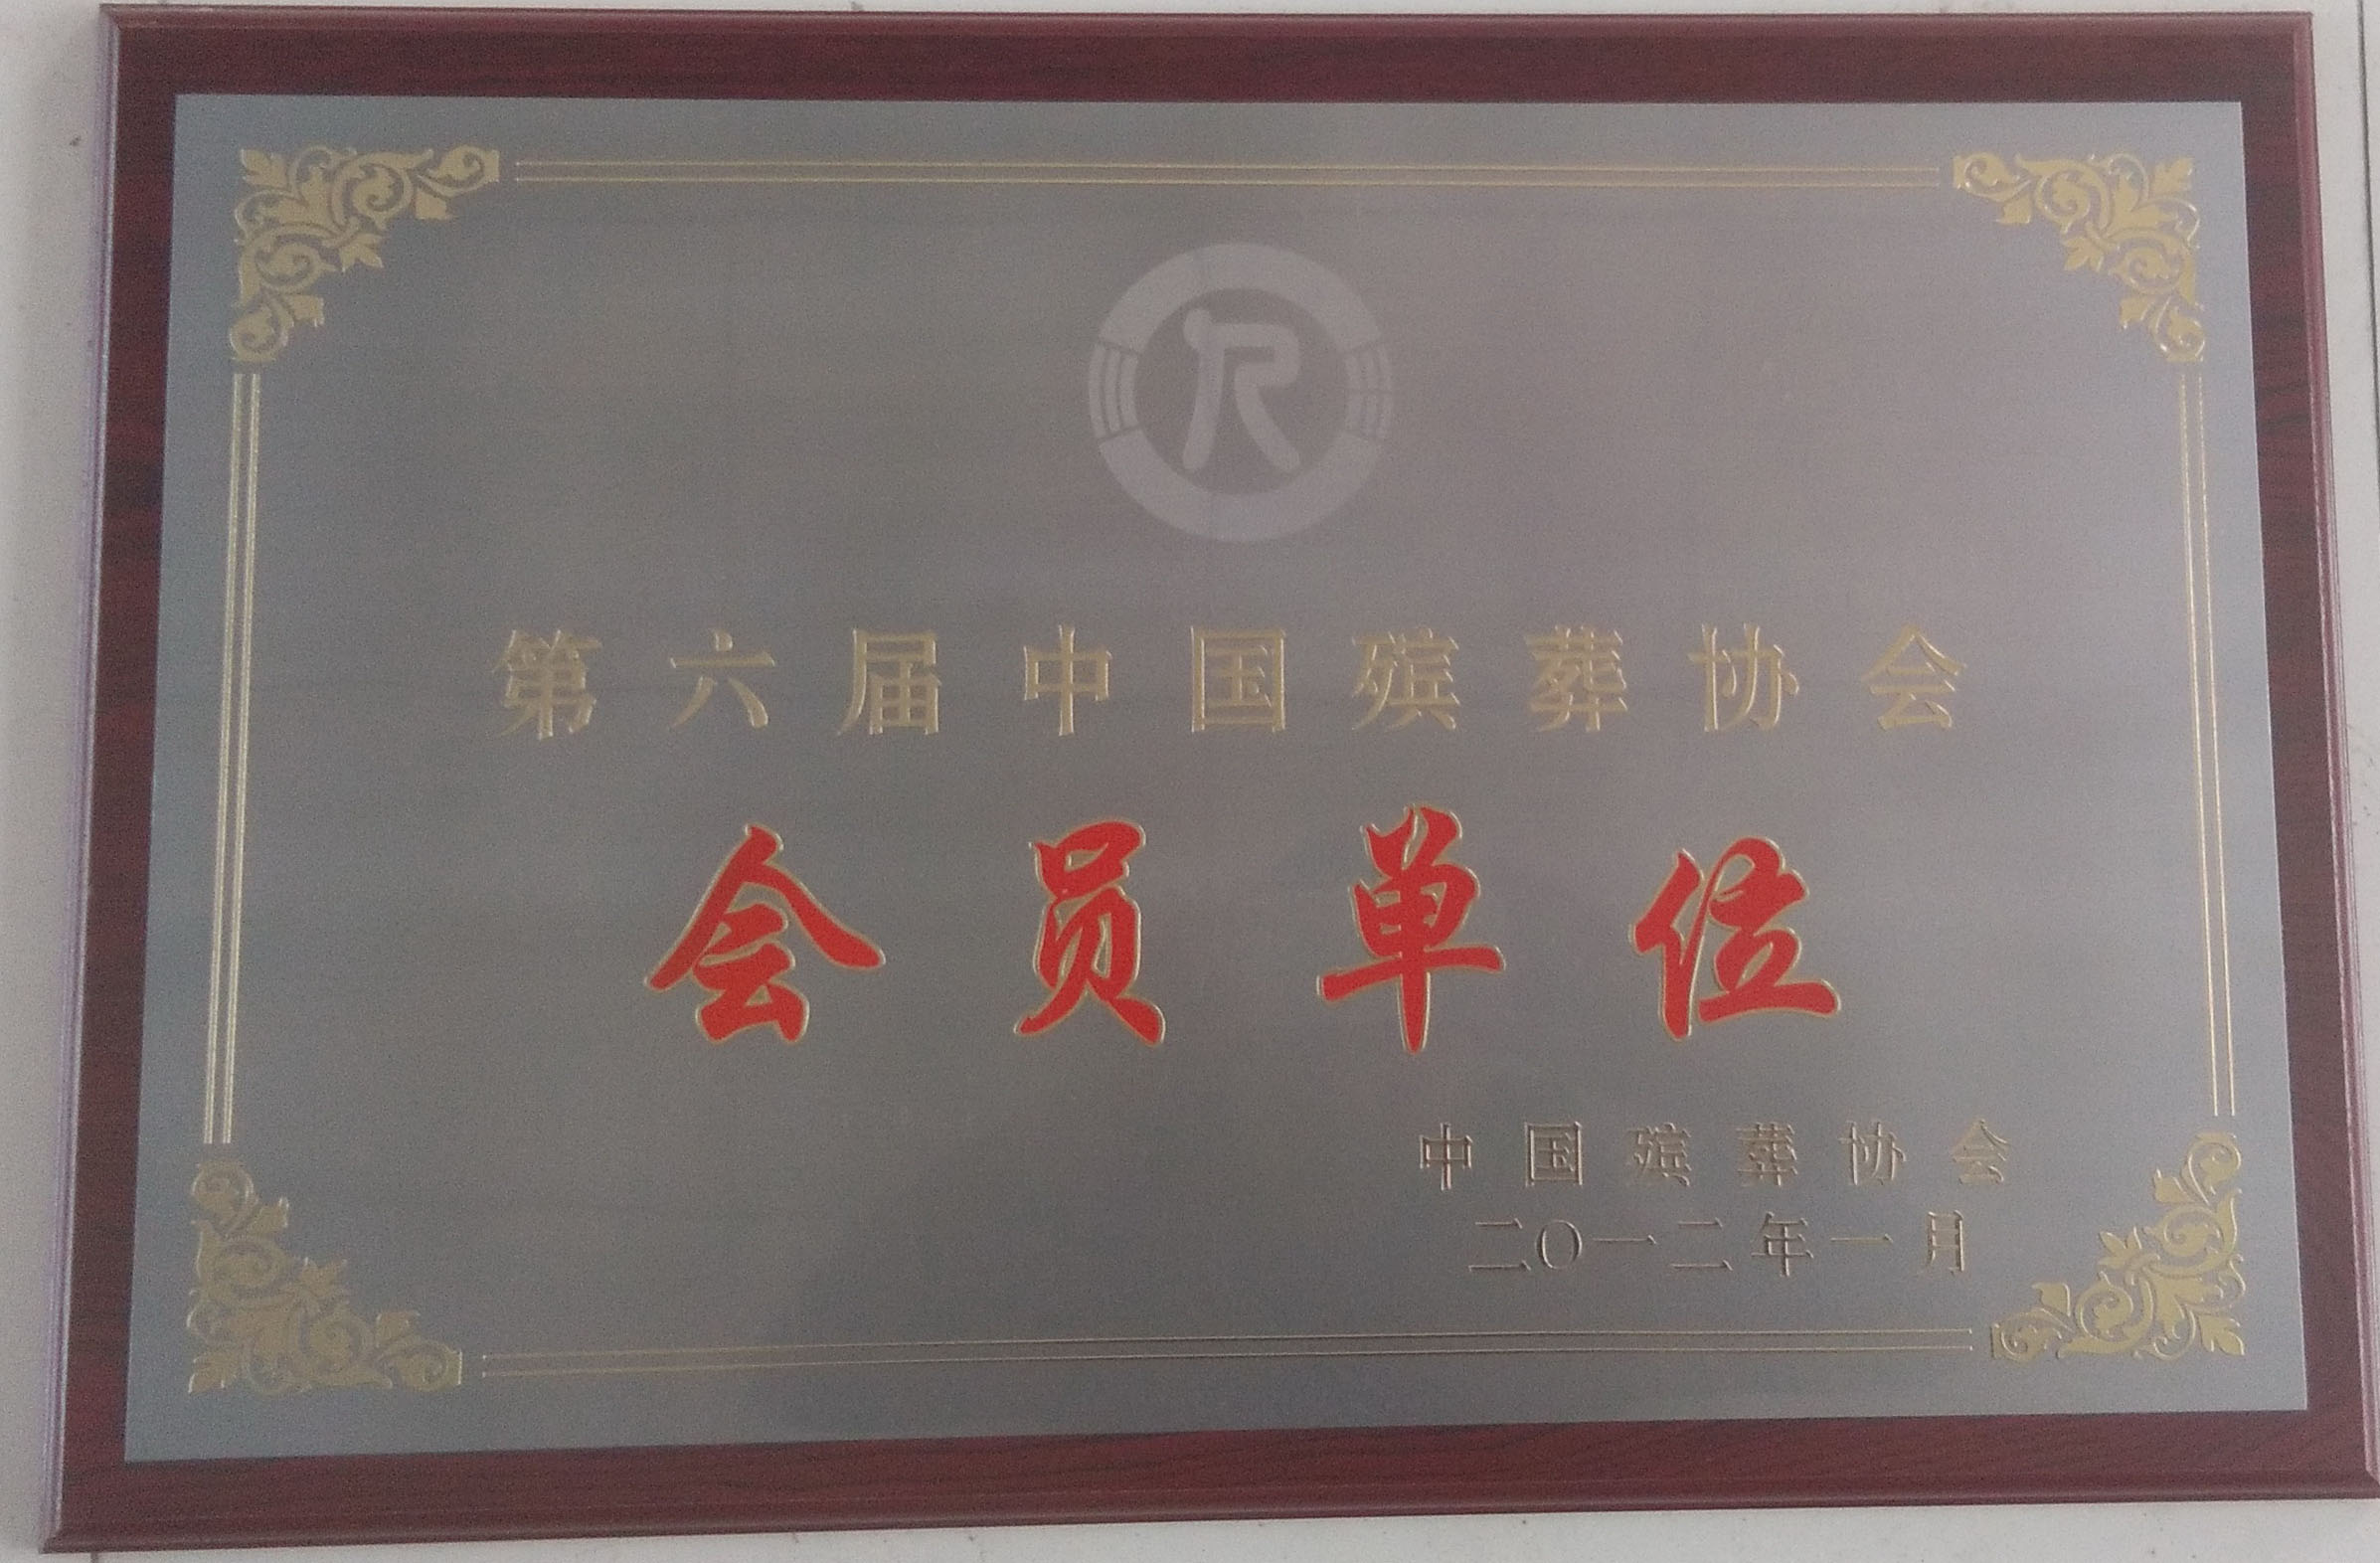 第六届中国殡葬协会
会员单位
中国殡葬协会
二〇一二年一月